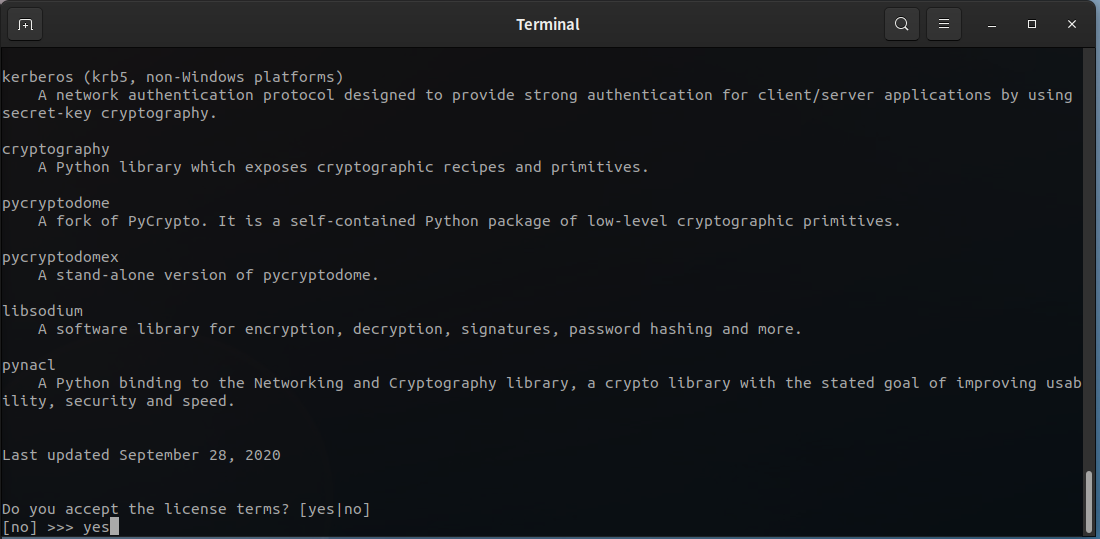 Terminal
kerberos (krb5, non-Windows platforms)
A network authentication protocol designed to provide strong authentication for client/server applications by using
secret-key cryptography.
cryptography
A Python library which exposes cryptographic recipes and primitives.
pycryptodome
A fork of PyCrypto. It is a self-contained Python package of low-level cryptographic primitives.
pycryptodomex
A stand-alone version of pycryptodome.
libsodium
A software library for encryption, decryption, signatures, password hashing and more.
pynacl
A Python binding to the Networking and Cryptography library, a crypto library with the stated goal of improving usab
ility, security and speed.
Last updated September 28, 2020
Do you accept the license terms? [yes|no]
[no] >>> yes